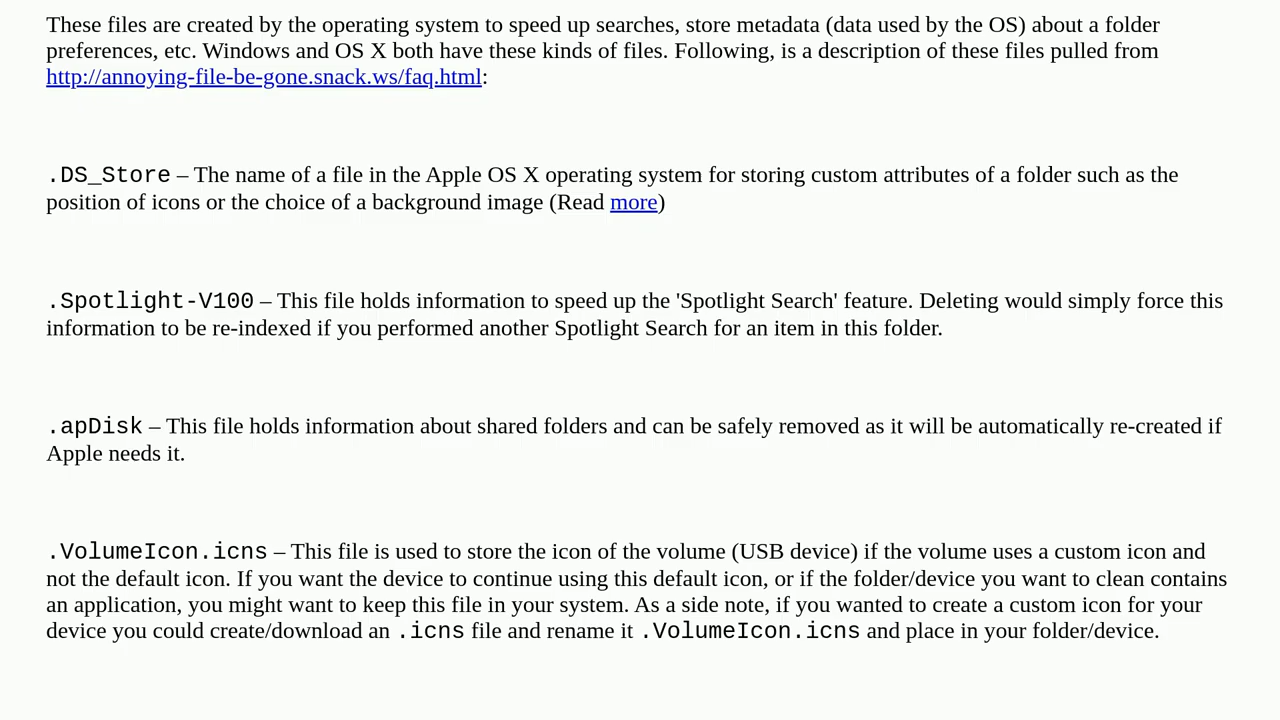 These files are created by the operating system to speed up searches, store metadata (data used by the OS) about a folder
preferences, etc. Windows and OS X both have these kinds of files. Following, is a description of these files pulled from
http://annoying-file-be-gone.snack.ws/faq.html:
.DS_Store – The name of a file in the Apple OS X operating system for storing custom attributes of a folder such as the
position of icons or the choice of a background image (Read more)
.Spotlight-V100 – This file holds information to speed up the 'Spotlight Search' feature. Deleting would simply force this
information to be re-indexed if you performed another Spotlight Search for an item in this folder.
.apDisk – This file holds information about shared folders and can be safely removed as it will be automatically re-created if
Apple needs it.
.VolumeIcon.icns – This file is used to store the icon of the volume (USB device) if the volume uses a custom icon and
not the default icon. If you want the device to continue using this default icon, or if the folder/device you want to clean contains
an application, you might want to keep this file in your system. As a side note, if you wanted to create a custom icon for your
device you could create/download an .icns file and rename it .VolumeIcon.icns and place in your folder/device.